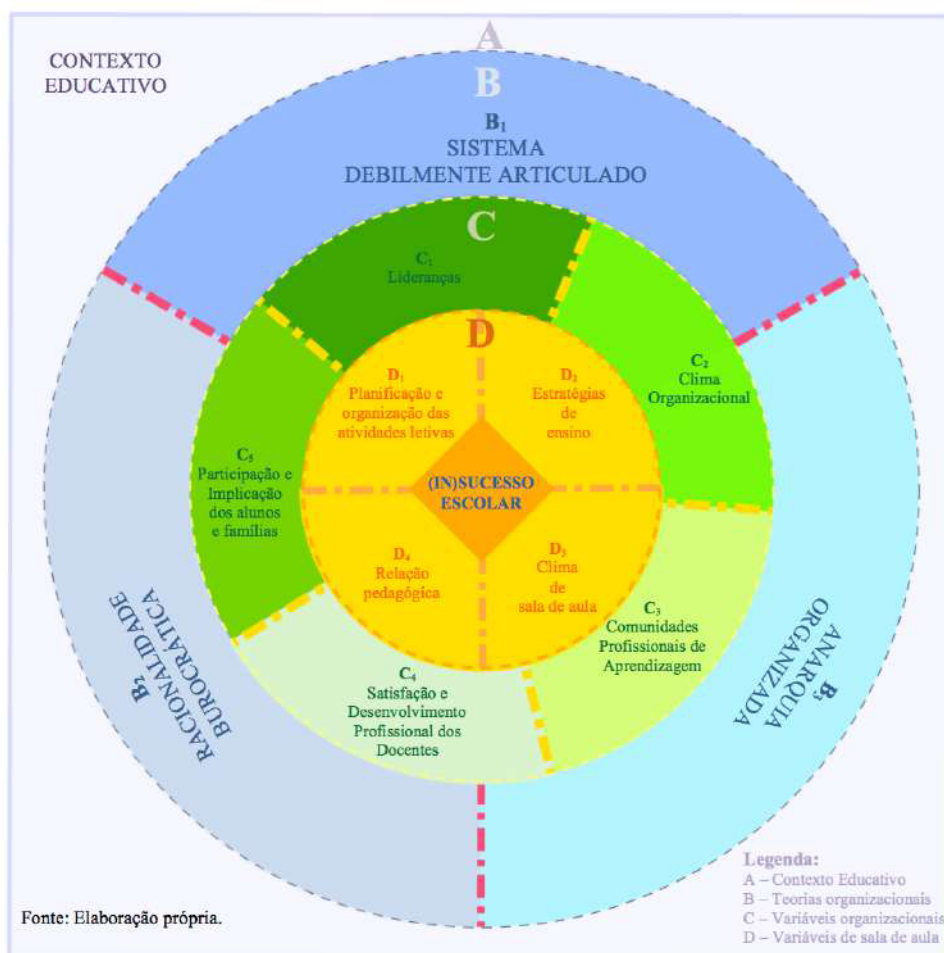 A
CONTEXTO
EDUCATIVO
B
B₁
SISTEMA
DEBILMENTE ARTICULADO
C
C₁
Lideranças
C₂
Clima
Organizacional
D
D₁
Planificação e
organização das
atividades letivas
D₂
Estratégias
de
ensino
C₅
Participação e
Implicação
dos alunos
e famílias
(IN)SUCESSO
ESCOLAR
D₄
Relação
pedagógica
D₃
Clima
de
sala de aula
C₃
Comunidades
Profissionais de
Aprendizagem
C₄
Satisfação e
Desenvolvimento
Profissional dos
Docentes
B₂
RACIONALIDADE
BUROCRÁTICA
B₃
ANARQUIA
ORGANIZADA
Legenda:
A – Contexto Educativo
B – Teorias organizacionais
C – Variáveis organizacionais
D – Variáveis de sala de aula
Fonte: Elaboração própria.